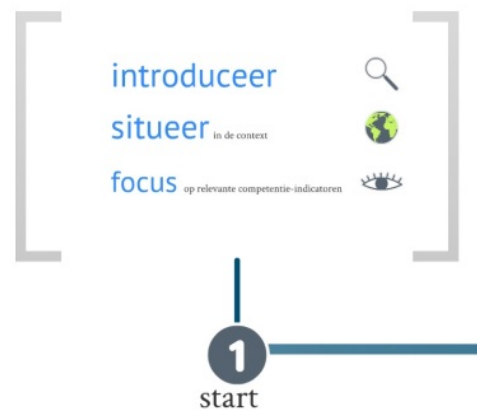 introduceer
situeer in de context
focus op relevante competentie-indicatoren
1
start